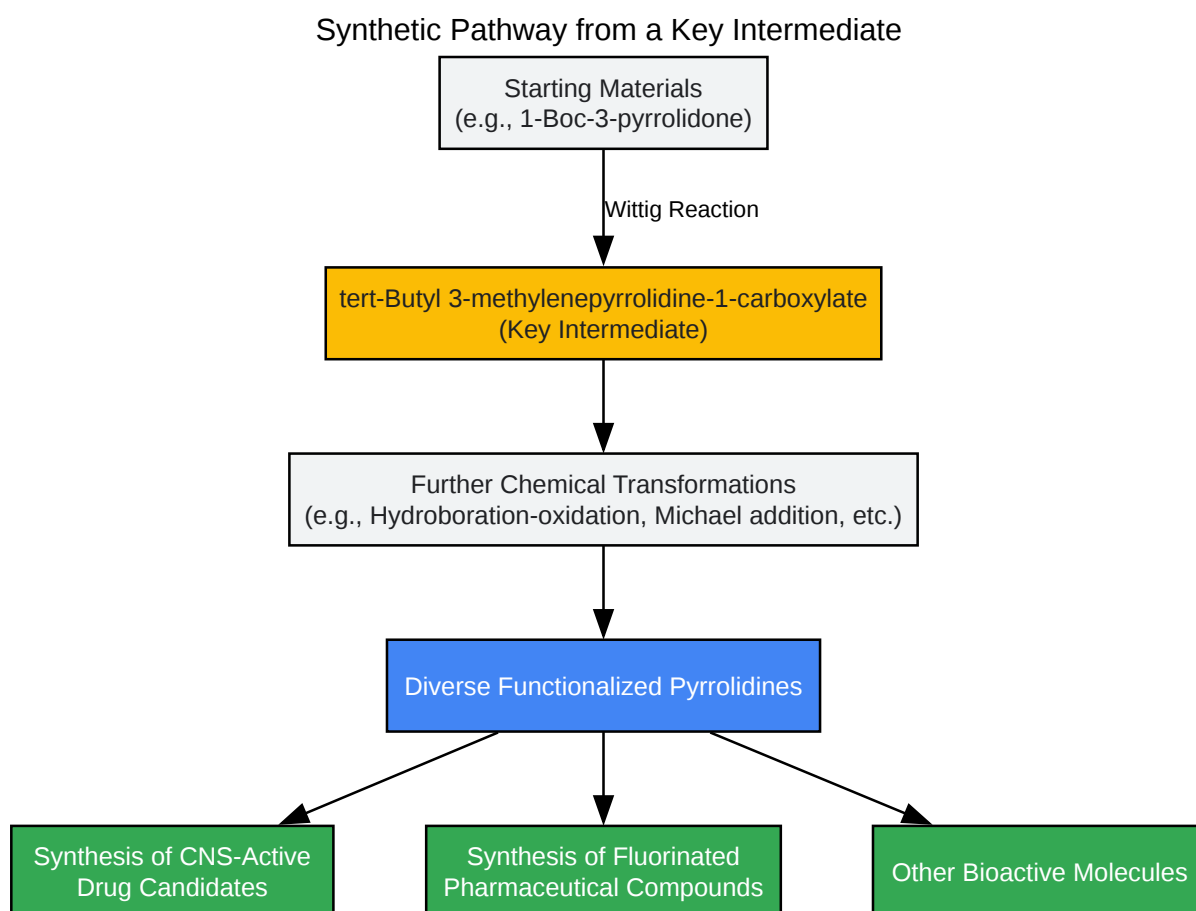 Synthetic Pathway from a Key Intermediate
Starting Materials
(e.g., 1-Boc-3-pyrrolidone)
Wittig Reaction
tert-Butyl 3-methylenepyrrolidine-1-carboxylate
(Key Intermediate)
Further Chemical Transformations
(e.g., Hydroboration-oxidation, Michael addition, etc.)
Diverse Functionalized Pyrrolidines
Synthesis of CNS-Active
Drug Candidates
Synthesis of Fluorinated
Pharmaceutical Compounds
Other Bioactive Molecules